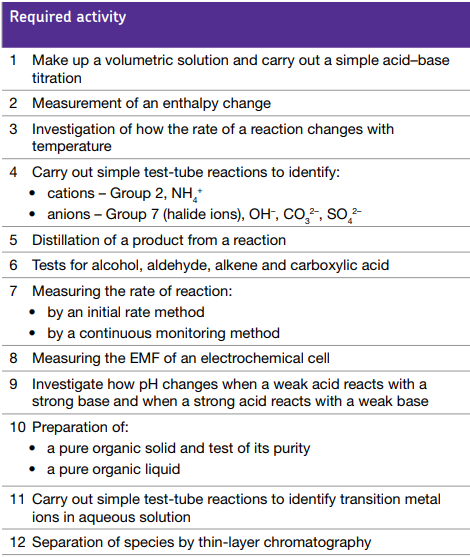 Required activity
1 Make up a volumetric solution and carry out a simple acid–base
titration
2 Measurement of an enthalpy change
3 Investigation of how the rate of a reaction changes with
temperature
4 Carry out simple test-tube reactions to identify:
• cations – Group 2, NH₄⁺
• anions – Group 7 (halide ions), OH⁻, CO₃²⁻, SO₄²⁻
5 Distillation of a product from a reaction
6 Tests for alcohol, aldehyde, alkene and carboxylic acid
7 Measuring the rate of reaction:
• by an initial rate method
• by a continuous monitoring method
8 Measuring the EMF of an electrochemical cell
9 Investigate how pH changes when a weak acid reacts with a
strong base and when a strong acid reacts with a weak base
10 Preparation of:
• a pure organic solid and test of its purity
• a pure organic liquid
11 Carry out simple test-tube reactions to identify transition metal
ions in aqueous solution
12 Separation of species by thin-layer chromatography